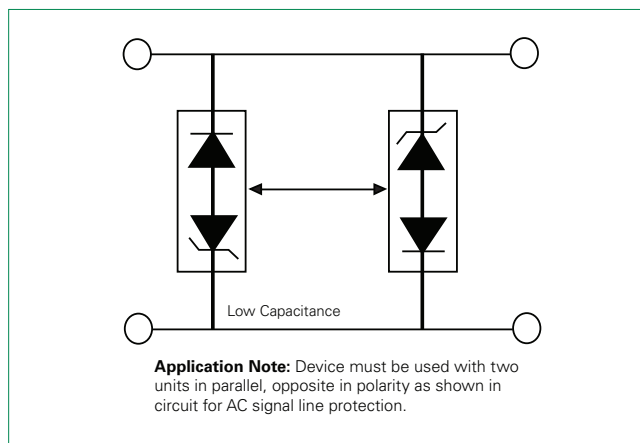 Low Capacitance
Application Note: Device must be used with two
units in parallel, opposite in polarity as shown in
circuit for AC signal line protection.